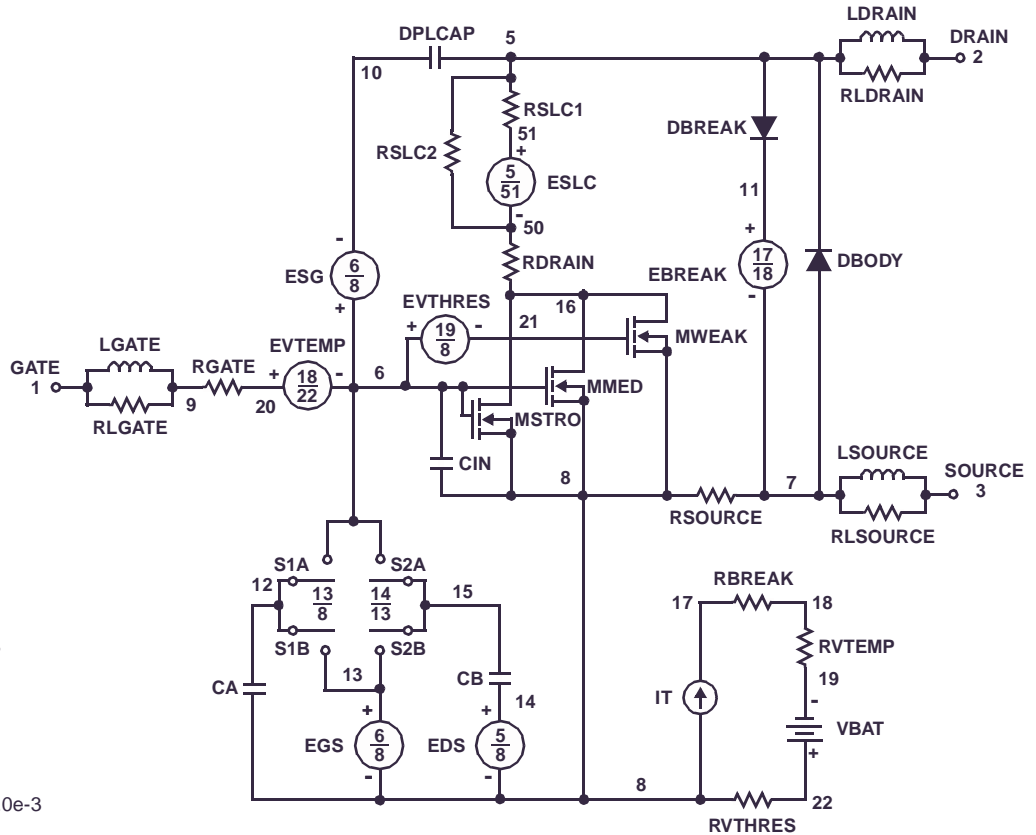 LDRAIN
DPLCAP
5
DRAIN
2
10
RLDRAIN
RSLC1
DBREAK
51
+
RSLC2
5
51
ESLC
11
-
50
-
+
RDRAIN
17
18
DBODY
ESG
6
8
EBREAK
+
EVTHRES
16
-
+
19
8
-
21
MWEAK
LGATE
EVTEMP
GATE
1
RGATE
+
18
22
-
6
MMED
9
20
MSTRO
RLGATE
LSOURCE
CIN
8
7
SOURCE
3
RSOURCE
RLSOURCE
S1A
S2A
12
13
8
14
13
15
RBREAK
17
18
S1B
S2B
RVTEMP
13
CB
19
CA
14
IT
-
+
+
VBAT
EGS
6
8
EDS
5
8
+
-
-
8
22
0e-3
RVTHRES